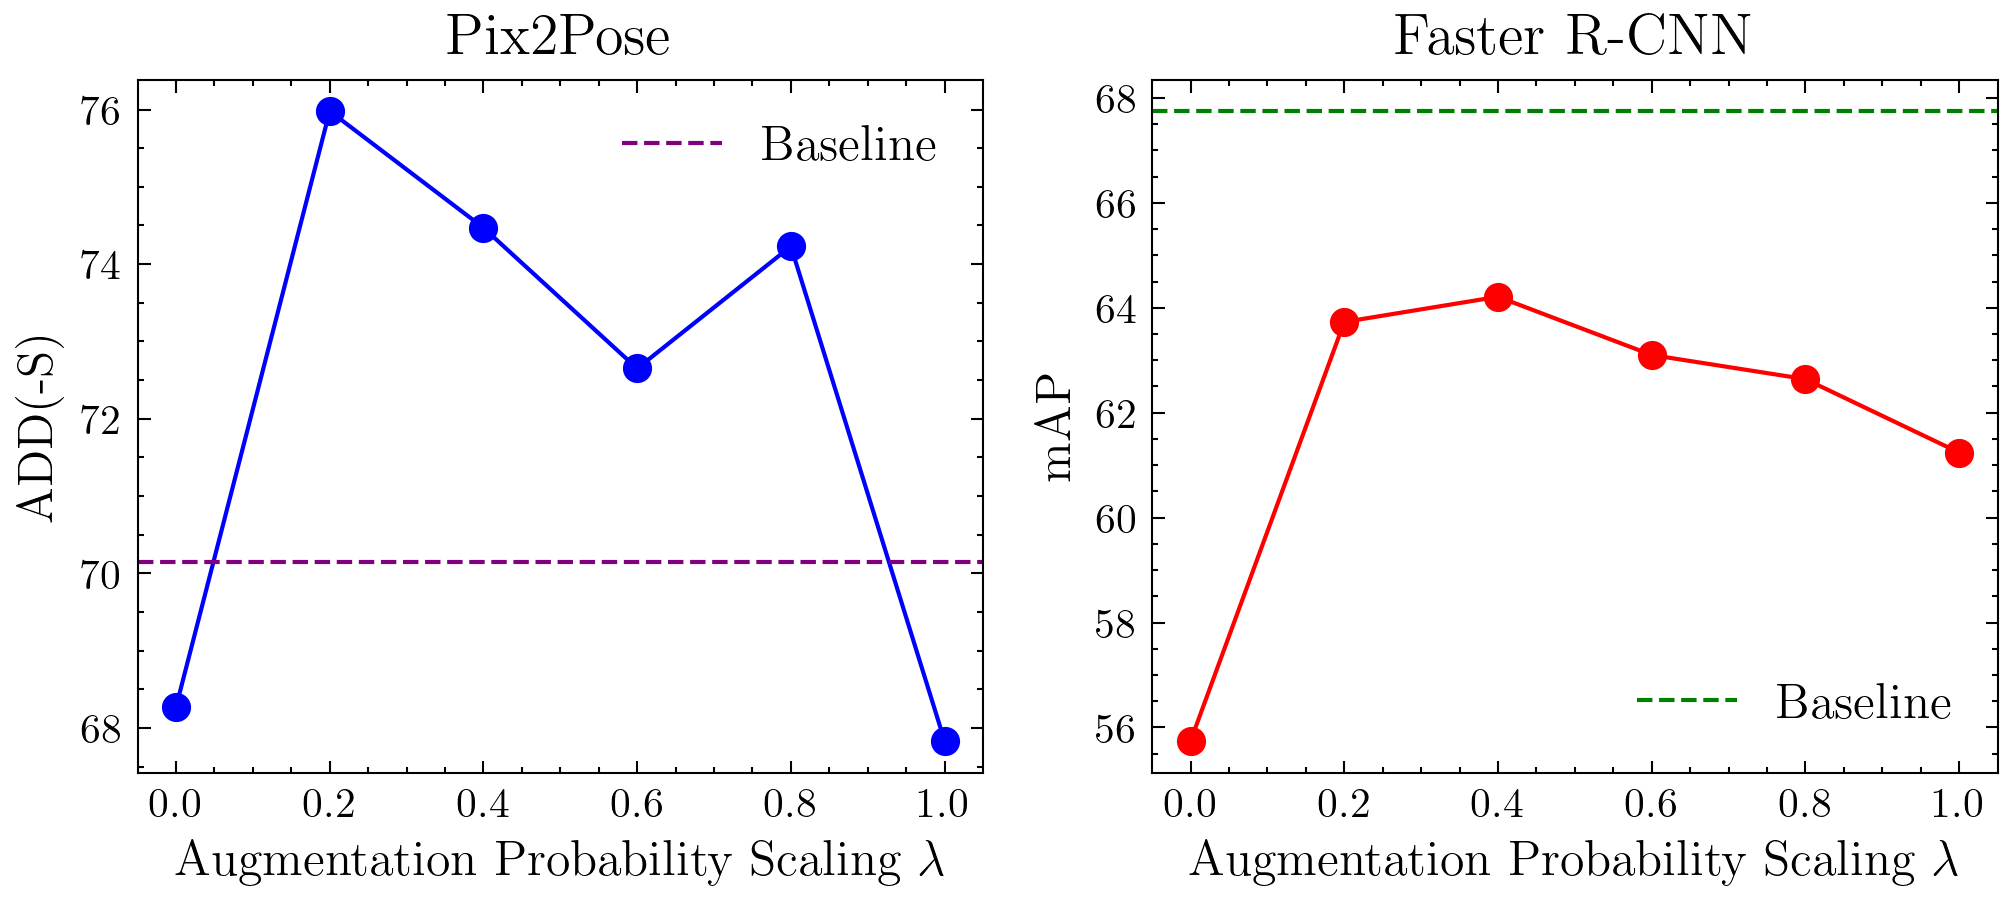 Pix2Pose
76
74
72
70
68
ADD(-S)
Baseline
0.0 0.2 0.4 0.6 0.8 1.0
Augmentation Probability Scaling λ
Faster R-CNN
68
66
64
62
60
58
56
mAP
Baseline
0.0 0.2 0.4 0.6 0.8 1.0
Augmentation Probability Scaling λ